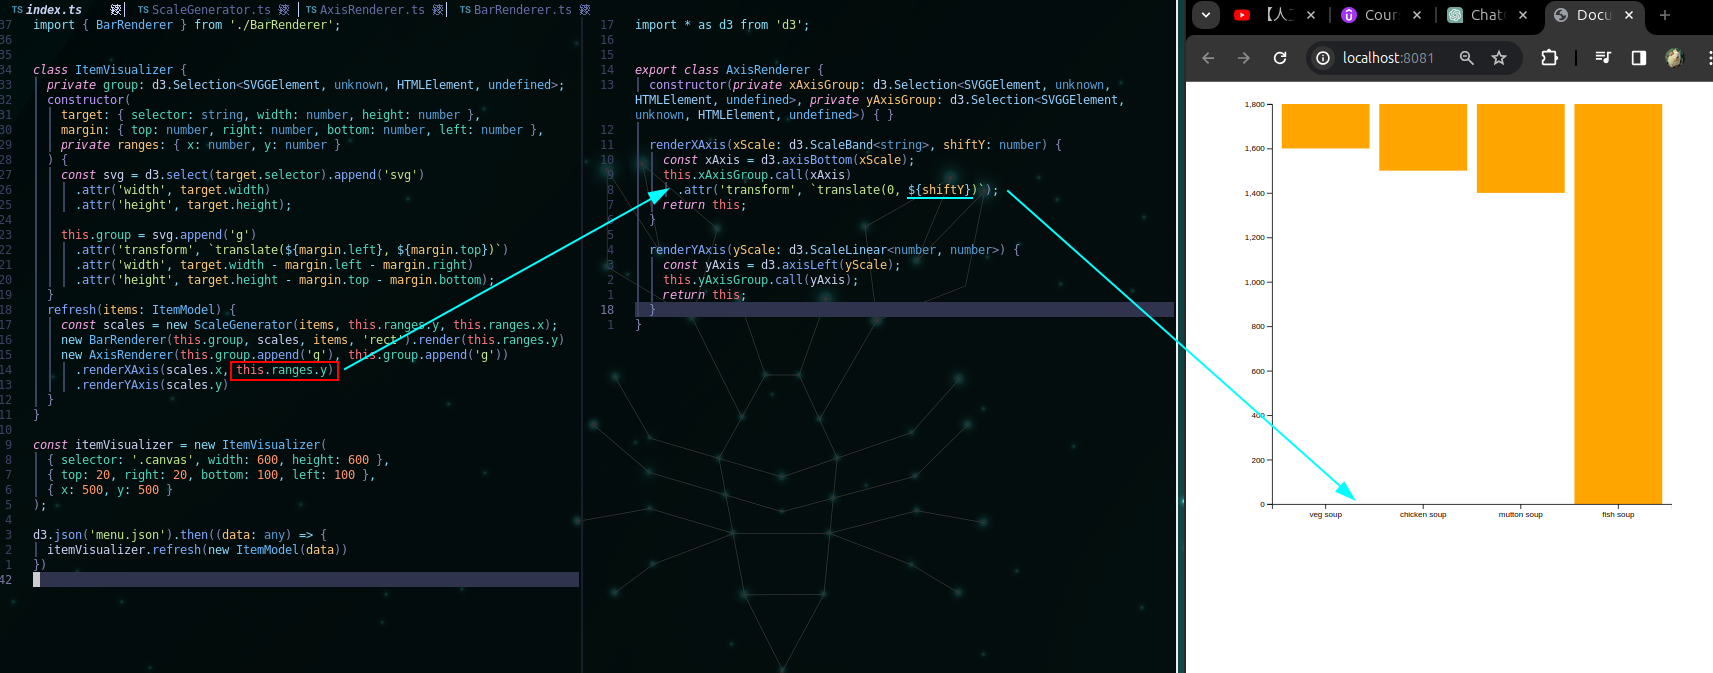 TS index.ts
TS ScaleGenerator.ts
TS AxisRenderer.ts
TS BarRenderer.ts
37 import { BarRenderer } from './BarRenderer';
36
35
34 class ItemVisualizer {
33 private group: d3.Selection<SVGGElement, unknown, HTMLElement, undefined>;
32 constructor(
31 target: { selector: string, width: number, height: number },
30 margin: { top: number, right: number, bottom: number, left: number },
29 private ranges: { x: number, y: number }
28 ) {
27 const svg = d3.select(target.selector).append('svg')
26 .attr('width', target.width)
25 .attr('height', target.height);
24
23 this.group = svg.append('g')
22 .attr('transform', `translate(${margin.left}, ${margin.top})`)
21 .attr('width', target.width - margin.left - margin.right)
20 .attr('height', target.height - margin.top - margin.bottom);
19 }
18 refresh(items: ItemModel) {
17 const scales = new ScaleGenerator(items, this.ranges.y, this.ranges.x);
16 new BarRenderer(this.group, scales, items, 'rect').render(this.ranges.y)
15 new AxisRenderer(this.group.append('g'), this.group.append('g'))
14 .renderXAxis(scales.x, this.ranges.y)
13 .renderYAxis(scales.y)
12 }
11 }
10
9 const itemVisualizer = new ItemVisualizer(
8 { selector: '.canvas', width: 600, height: 600 },
7 { top: 20, right: 20, bottom: 100, left: 100 },
6 { x: 500, y: 500 }
5 );
4
3 d3.json('menu.json').then((data: any) => {
2 itemVisualizer.refresh(new ItemModel(data))
1 })
42
17 import * as d3 from 'd3';
16
15
14 export class AxisRenderer {
13 constructor(private xAxisGroup: d3.Selection<SVGGElement, unknown,
HTMLElement, undefined>, private yAxisGroup: d3.Selection<SVGGElement,
unknown, HTMLElement, undefined>) { }
12
11 renderXAxis(xScale: d3.ScaleBand<string>, shiftY: number) {
10 const xAxis = d3.axisBottom(xScale);
9 this.xAxisGroup.call(xAxis)
8 .attr('transform', `translate(0, ${shiftY})`);
7 return this;
6 }
5
4 renderYAxis(yScale: d3.ScaleLinear<number, number>) {
3 const yAxis = d3.axisLeft(yScale);
2 this.yAxisGroup.call(yAxis);
1 return this;
18 }
1 }
【人
Cour
Chat
Docu
localhost:8081
1,800
1,600
1,400
1,200
1,000
800
600
400
200
0
veg soup
chicken soup
mutton soup
fish soup